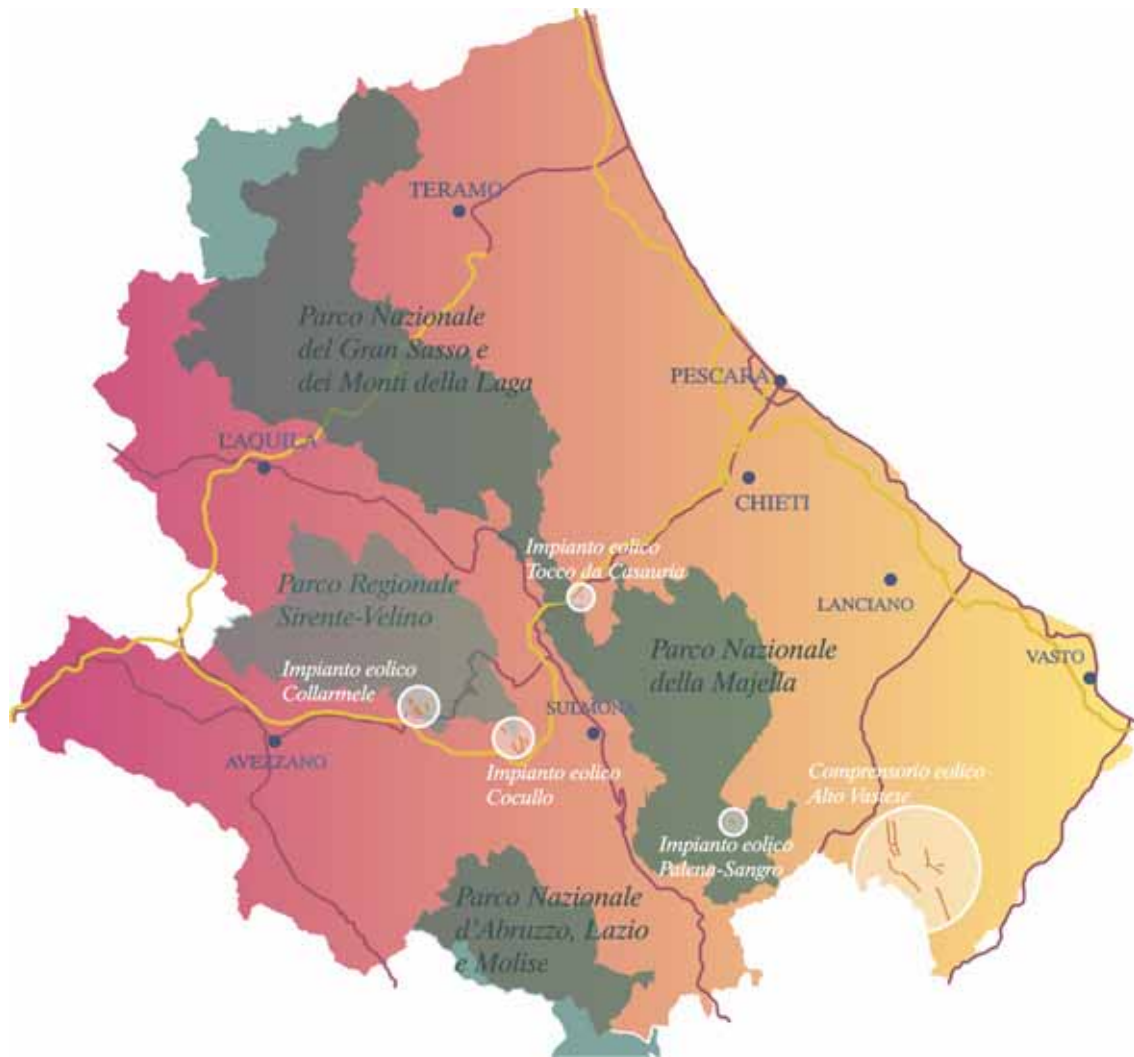 TERAMO
Parco Nazionale
del Gran Sasso e
dei Monti della Laga
PESCARA
L'AQUILA
CHIETI
Impianto eolico
Tocco da Casauria
Parco Regionale
Sirente-Velino
LANCIANO
Parco Nazionale
della Majella
VASTO
Impianto eolico
Collarmele
SULMONA
AVEZZANO
Impianto eolico
Cocullo
Comprensorio eolico
Alto Vastese
Impianto eolico
Palena-Sangro
Parco Nazionale
d'Abruzzo, Lazio
e Molise